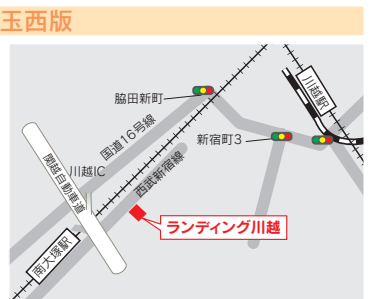 玉西版
脇田新町
川越駅
国道16号線
新宿町3
関越自動車道
川越IC
西武新宿線
ランディング川越
南大塚駅